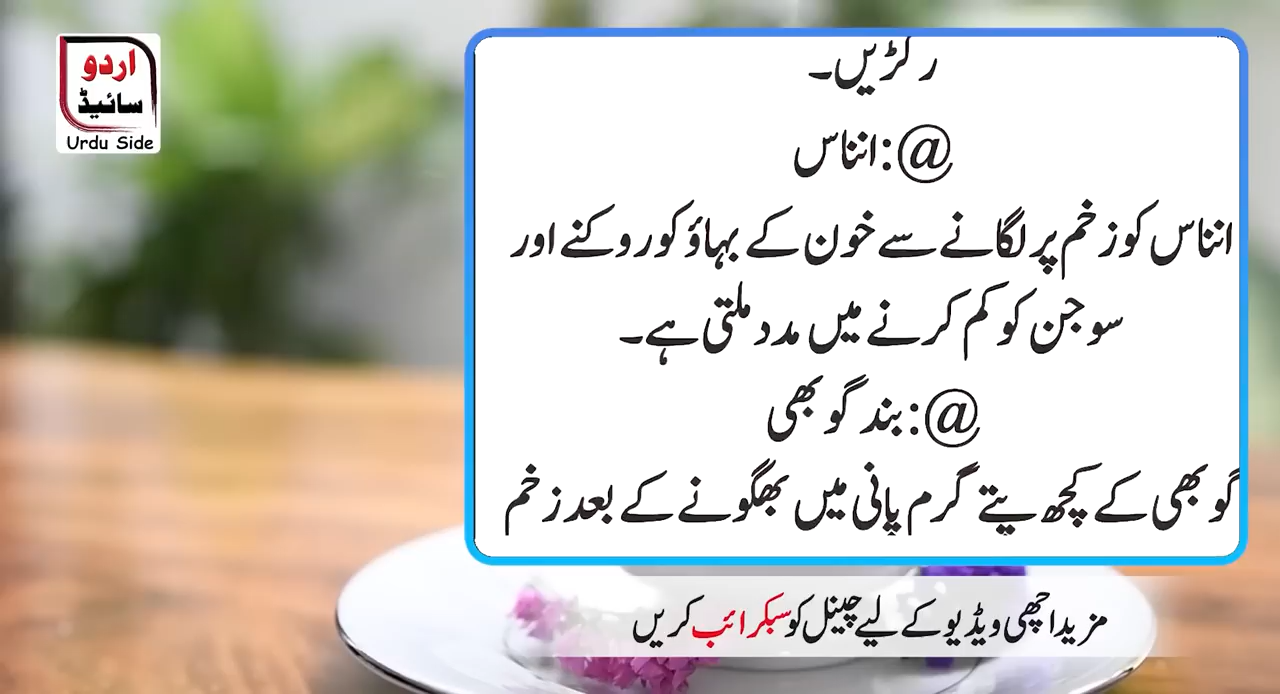 اردو
سائیڈ
Urdu Side
رگڑیں۔
@:انناس
انناس کو زخم پر لگانے سے خون کے بہاؤ کو روکنے اور
سوجن کو کم کرنے میں مدد ملتی ہے۔
@:بند گوبھی
گوبھی کے کچھ پتے گرم پانی میں بھگونے کے بعد زخم
مزید اچھی ویڈیو کے لیے چینل کو سبکرائب کریں